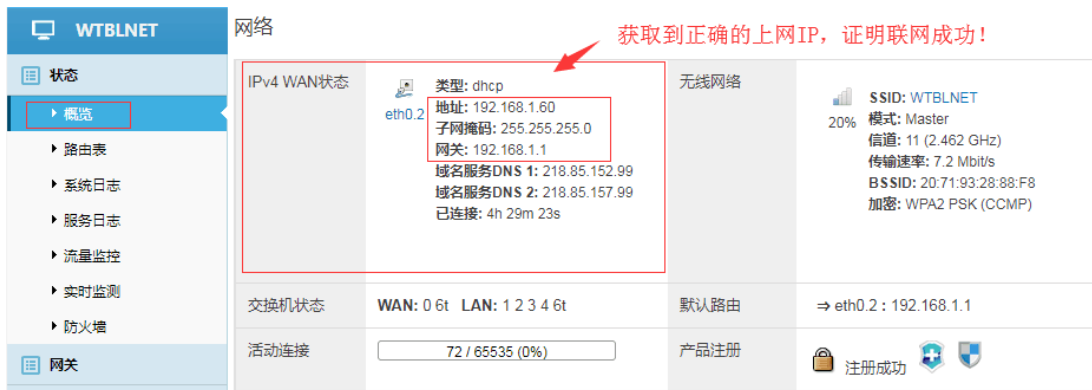 WTBLNET
网络
获取到正确的上网IP，证明联网成功！
状态
概览
路由表
系统日志
服务日志
流量监控
实时监测
防火墙
网关
IPv4 WAN状态
eth0.2
类型: dhcp
地址: 192.168.1.60
子网掩码: 255.255.255.0
网关: 192.168.1.1
域名服务DNS 1: 218.85.152.99
域名服务DNS 2: 218.85.157.99
已连接: 4h 29m 23s
无线网络
20%
SSID: WTBLNET
模式: Master
信道: 11 (2.462 GHz)
传输速率: 7.2 Mbit/s
BSSID: 20:71:93:28:88:F8
加密: WPA2 PSK (CCMP)
交换机状态
WAN: 0 6t LAN: 1 2 3 4 6t
默认路由
⇒ eth0.2 : 192.168.1.1
活动连接
72 / 65535 (0%)
产品注册
注册成功